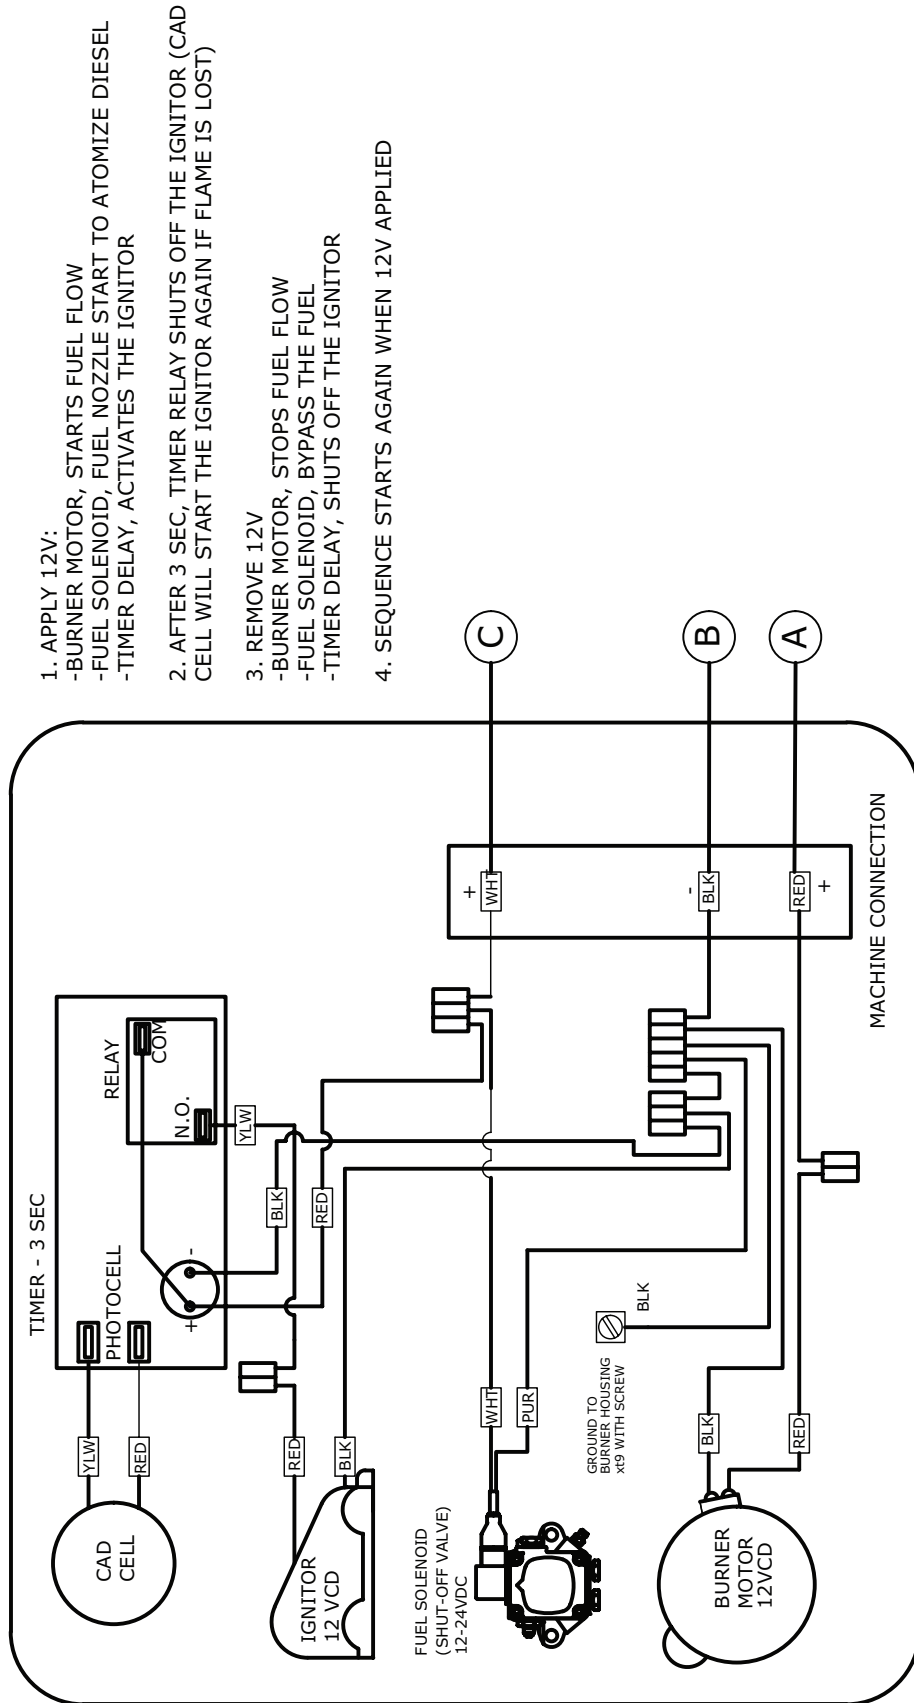 1. APPLY 12V:
-BURNER MOTOR, STARTS FUEL FLOW
-FUEL SOLENOID, FUEL NOZZLE START TO ATOMIZE DIESEL
-TIMER DELAY, ACTIVATES THE IGNITOR
2. AFTER 3 SEC, TIMER RELAY SHUTS OFF THE IGNITOR (CAD
CELL WILL START THE IGNITOR AGAIN IF FLAME IS LOST)
3. REMOVE 12V
-BURNER MOTOR, STOPS FUEL FLOW
-FUEL SOLENOID, BYPASS THE FUEL
-TIMER DELAY, SHUTS OFF THE IGNITOR
4. SEQUENCE STARTS AGAIN WHEN 12V APPLIED
TIMER - 3 SEC
PHOTOCELL
RELAY
COM
N.O.
+
-
YLW
RED
CAD
CELL
YLW
BLK
RED
RED
BLK
IGNITOR
12 VCD
FUEL SOLENOID
(SHUT-OFF VALVE)
12-24VDC
WHT
PUR
GROUND TO
BURNER HOUSING
xt9 WITH SCREW
BLK
BLK
RED
BURNER
MOTOR
12VCD
+
WHT
-
BLK
RED
+
MACHINE CONNECTION
C
B
A